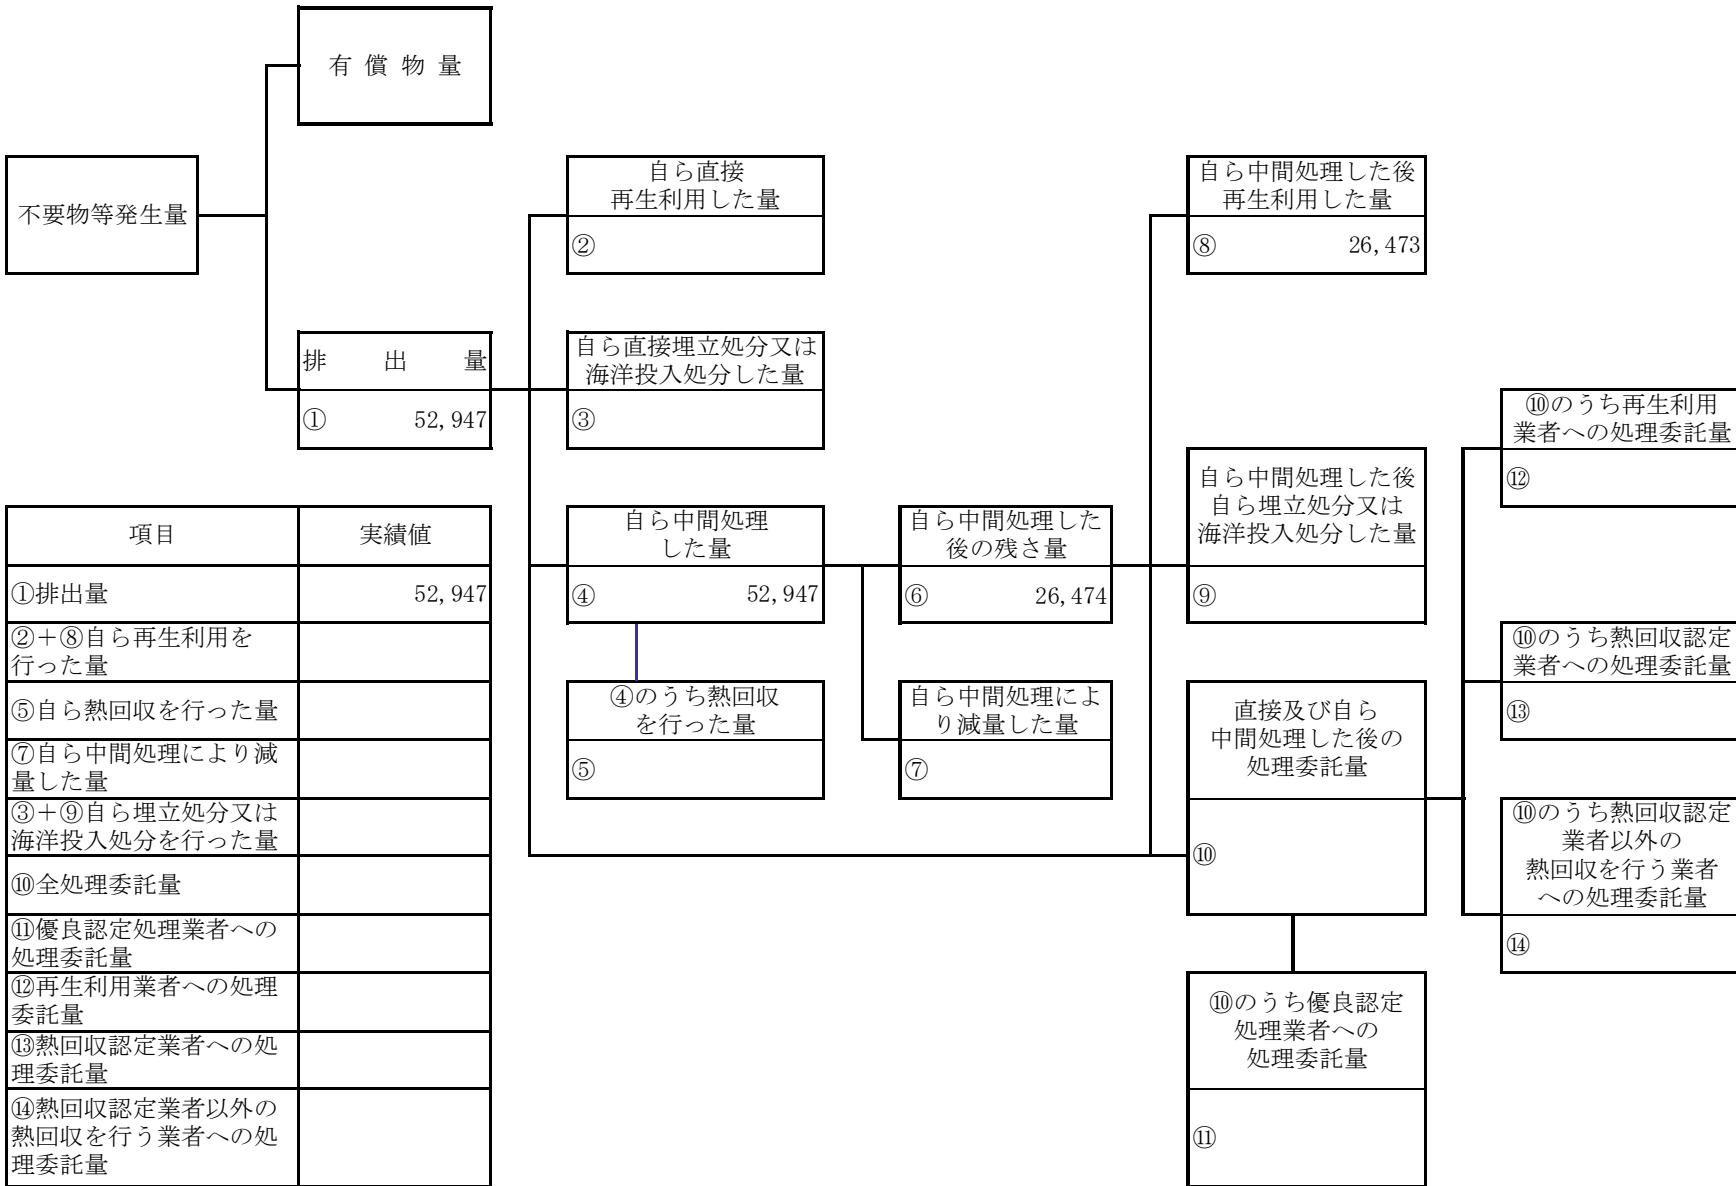 有 償 物 量
不要物等発生量
自ら直接
再生利用した量
②
自ら中間処理した後
再生利用した量
⑧ 26,473
排 出 量
① 52,947
自ら直接埋立処分又は
海洋投入処分した量
③
⑩のうち再生利用
業者への処理委託量
⑫
自ら中間処理した後
自ら埋立処分又は
海洋投入処分した量
⑨
自ら中間処理
した量
④ 52,947
自ら中間処理した
後の残さ量
⑥ 26,474
⑩のうち熱回収認定
業者への処理委託量
⑬
④のうち熱回収
を行った量
⑤
自ら中間処理によ
り減量した量
⑦
直接及び自ら
中間処理した後の
処理委託量
⑩
⑩のうち熱回収認定
業者以外の
熱回収を行う業者
への処理委託量
⑭
⑩のうち優良認定
処理業者への
処理委託量
⑪
項目 実績値
①排出量 52,947
②＋⑧自ら再生利用を
行った量
⑤自ら熱回収を行った量
⑦自ら中間処理により減
量した量
③＋⑨自ら埋立処分又は
海洋投入処分を行った量
⑩全処理委託量
⑪優良認定処理業者への
処理委託量
⑫再生利用業者への処理
委託量
⑬熱回収認定業者への処
理委託量
⑭熱回収認定業者以外の
熱回収を行う業者への処
理委託量